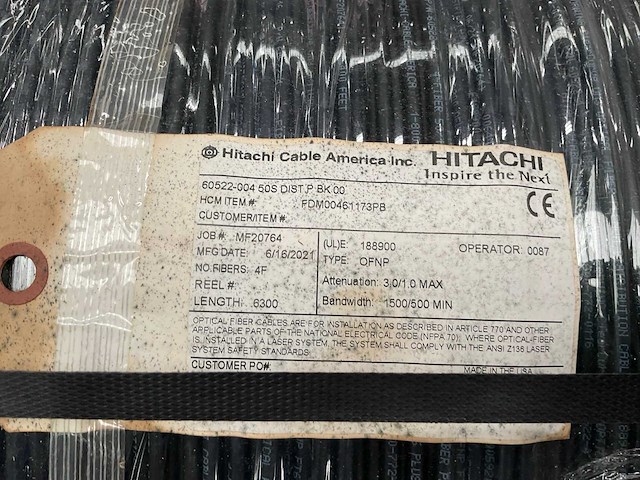 Hitachi Cable America Inc. HITACHI
Inspire the Next
60522-004 50S DIST,P BK 00
HCM ITEM#: FDM00461173PB
CUSTOMER/ITEM#:
CE
JOB#: MF20764
(UL)E: 188900 OPERATOR: 0087
MFG DATE: 6/16/2021
TYPE: OFNP
NO.FIBERS: 4F
Attenuation: 3.0/1.0 MAX
REEL #:
LENGTH: 6300
Bandwidth: 1500/500 MIN
OPTICAL FIBER CABLES ARE FOR INSTALLATION AS DESCRIBED IN ARTICLE 770 AND OTHER
APPLICABLE PARTS OF THE NATIONAL ELECTRICAL CODE (NFPA 70). WHERE OPTICAL-FIBER
IS INSTALLED IN A LASER SYSTEM, THE SYSTEM SHALL COMPLY WITH THE ANSI Z136 LASER
SYSTEM SAFETY STANDARDS.
CUSTOMER PO#:
MADE IN THE USA